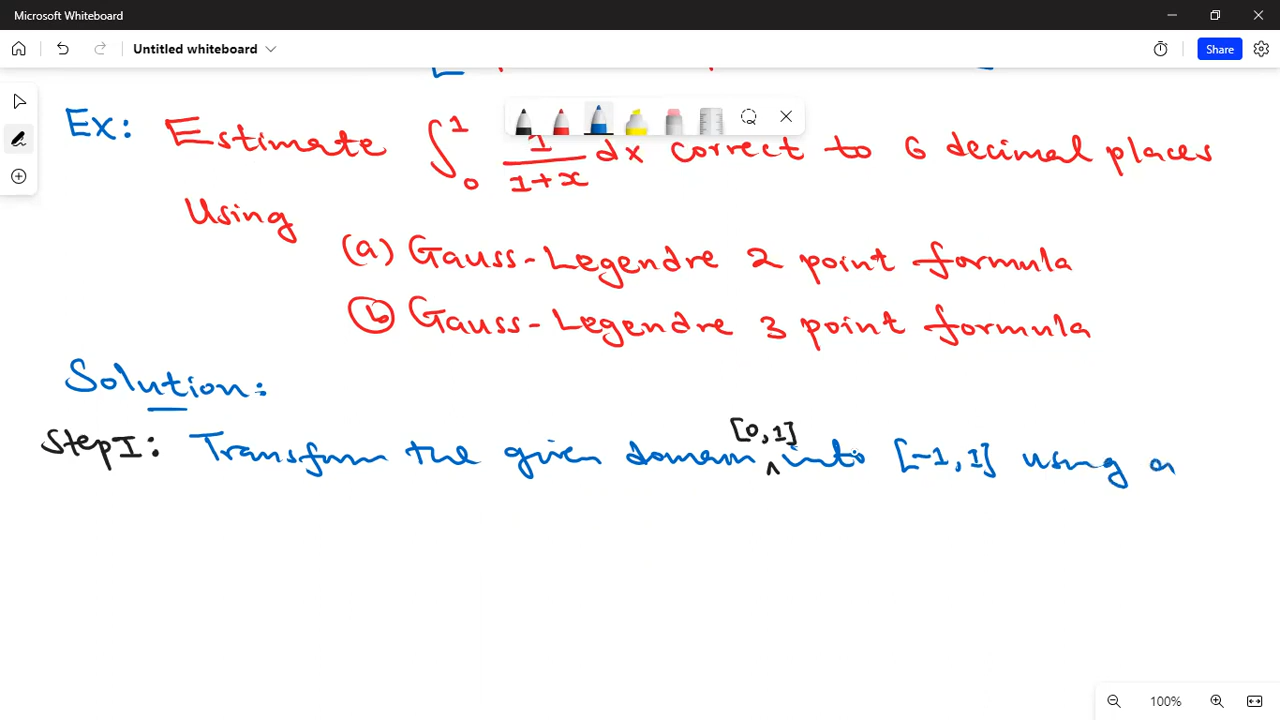 Microsoft Whiteboard
Untitled whiteboard
Share
Ex: Estimate ∫₀¹ 1/(1+x) dx correct to 6 decimal places
Using
(a) Gauss-Legendre 2 point formula
(b) Gauss-Legendre 3 point formula
Solution:
Step I: Transform the given domain [0,1] into [-1,1] using a
100%